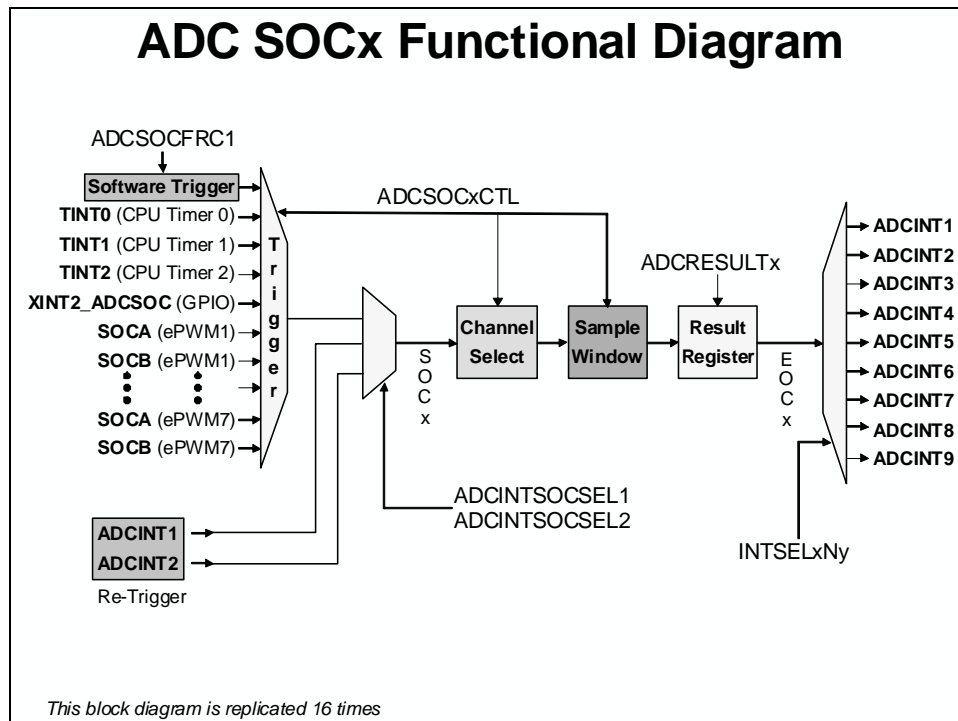 ADC SOCx Functional Diagram
ADCSOCFRC1
Software Trigger
TINT0 (CPU Timer 0)
TINT1 (CPU Timer 1)
TINT2 (CPU Timer 2)
XINT2_ADCSOC (GPIO)
SOCA (ePWM1)
SOCB (ePWM1)
SOCA (ePWM7)
SOCB (ePWM7)
Trigger
ADCINT1
ADCINT2
Re-Trigger
ADCSOCxCTL
SOCx
Channel
Select
Sample
Window
ADCRESULTx
Result
Register
EOCx
ADCINTSOCSEL1
ADCINTSOCSEL2
INTSELxNy
ADCINT1
ADCINT2
ADCINT3
ADCINT4
ADCINT5
ADCINT6
ADCINT7
ADCINT8
ADCINT9
This block diagram is replicated 16 times